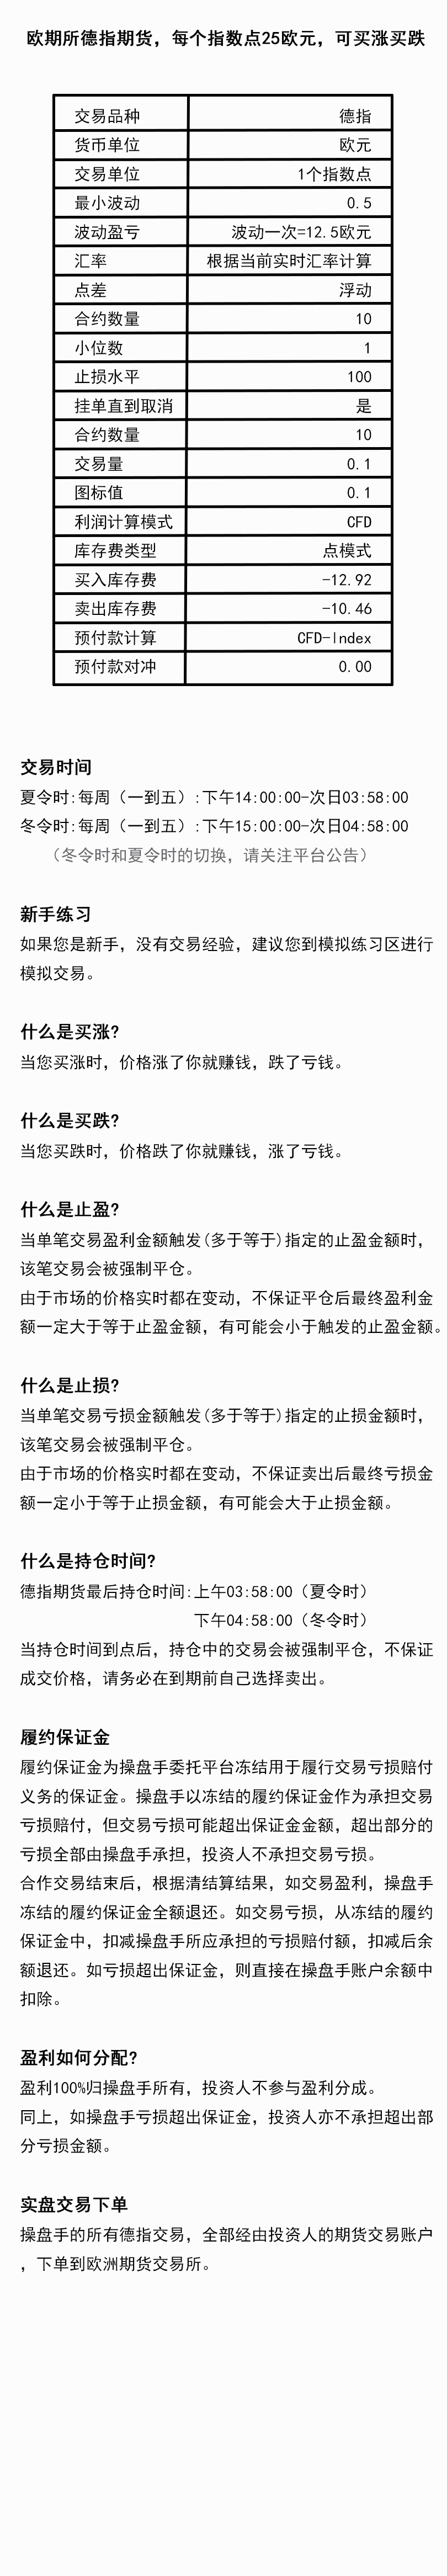 欧期所德指期货，每个指数点25欧元，可买涨买跌
交易品种 德指
货币单位 欧元
交易单位 1个指数点
最小波动 0.5
波动盈亏 波动一次=12.5欧元
汇率 根据当前实时汇率计算
点差 浮动
合约数量 10
小位数 1
止损水平 100
挂单直到取消 是
合约数量 10
交易量 0.1
图标值 0.1
利润计算模式 CFD
库存费类型 点模式
买入库存费 -12.92
卖出库存费 -10.46
预付款计算 CFD-Index
预付款对冲 0.00
交易时间
夏令时:每周（一到五）:下午14:00:00-次日03:58:00
冬令时:每周（一到五）:下午15:00:00-次日04:58:00
（冬令时和夏令时的切换，请关注平台公告）
新手练习
如果您是新手，没有交易经验，建议您到模拟练习区进行
模拟交易。
什么是买涨?
当您买涨时，价格涨了你就赚钱，跌了亏钱。
什么是买跌?
当您买跌时，价格跌了你就赚钱，涨了亏钱。
什么是止盈?
当单笔交易盈利金额触发(多于等于)指定的止盈金额时，
该笔交易会被强制平仓。
由于市场的价格实时都在变动，不保证平仓后最终盈利金
额一定大于等于止盈金额，有可能会小于触发的止盈金额。
什么是止损?
当单笔交易亏损金额触发(多于等于)指定的止损金额时，
该笔交易会被强制平仓。
由于市场的价格实时都在变动，不保证卖出后最终亏损金
额一定小于等于止损金额，有可能会大于止损金额。
什么是持仓时间?
德指期货最后持仓时间:上午03:58:00（夏令时）
下午04:58:00（冬令时）
当持仓时间到点后，持仓中的交易会被强制平仓，不保证
成交价格，请务必在到期前自己选择卖出。
履约保证金
履约保证金为操盘手委托平台冻结用于履行交易亏损赔付
义务的保证金。操盘手以冻结的履约保证金作为承担交易
亏损赔付，但交易亏损可能超出保证金金额，超出部分的
亏损全部由操盘手承担，投资人不承担交易亏损。
合作交易结束后，根据清结算结果，如交易盈利，操盘手
冻结的履约保证金全额退还。如交易亏损，从冻结的履约
保证金中，扣减操盘手所应承担的亏损赔付额，扣减后余
额退还。如亏损超出保证金，则直接在操盘手账户余额中
扣除。
盈利如何分配?
盈利100%归操盘手所有，投资人不参与盈利分成。
同上，如操盘手亏损超出保证金，投资人亦不承担超出部
分亏损金额。
实盘交易下单
操盘手的所有德指交易，全部经由投资人的期货交易账户
，下单到欧洲期货交易所。